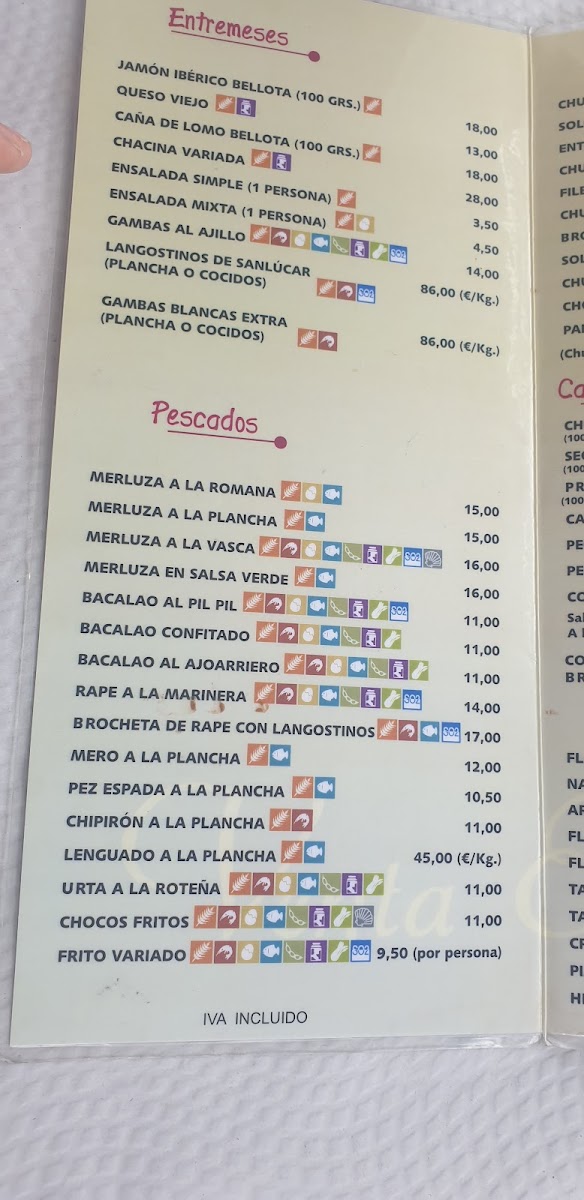 Entremeses
JAMÓN IBÉRICO BELLOTA (100 GRS.) 18,00
QUESO VIEJO 13,00
CAÑA DE LOMO BELLOTA (100 GRS.) 18,00
CHACINA VARIADA 28,00
ENSALADA SIMPLE (1 PERSONA) 3,50
ENSALADA MIXTA (1 PERSONA) 4,50
GAMBAS AL AJILLO 14,00
LANGOSTINOS DE SANLÚCAR
(PLANCHA O COCIDOS) 86,00 (€/Kg.)
GAMBAS BLANCAS EXTRA
(PLANCHA O COCIDOS) 86,00 (€/Kg.)
Pescados
MERLUZA A LA ROMANA 15,00
MERLUZA A LA PLANCHA 15,00
MERLUZA A LA VASCA 16,00
MERLUZA EN SALSA VERDE 16,00
BACALAO AL PIL PIL 11,00
BACALAO CONFITADO 11,00
BACALAO AL AJOARRIERO 11,00
RAPE A LA MARINERA 14,00
BROCHETA DE RAPE CON LANGOSTINOS 17,00
MERO A LA PLANCHA 12,00
PEZ ESPADA A LA PLANCHA 10,50
CHIPIRÓN A LA PLANCHA 11,00
LENGUADO A LA PLANCHA 45,00 (€/Kg.)
URTA A LA ROTEÑA 11,00
CHOCOS FRITOS 11,00
FRITO VARIADO 9,50 (por persona)
IVA INCLUIDO